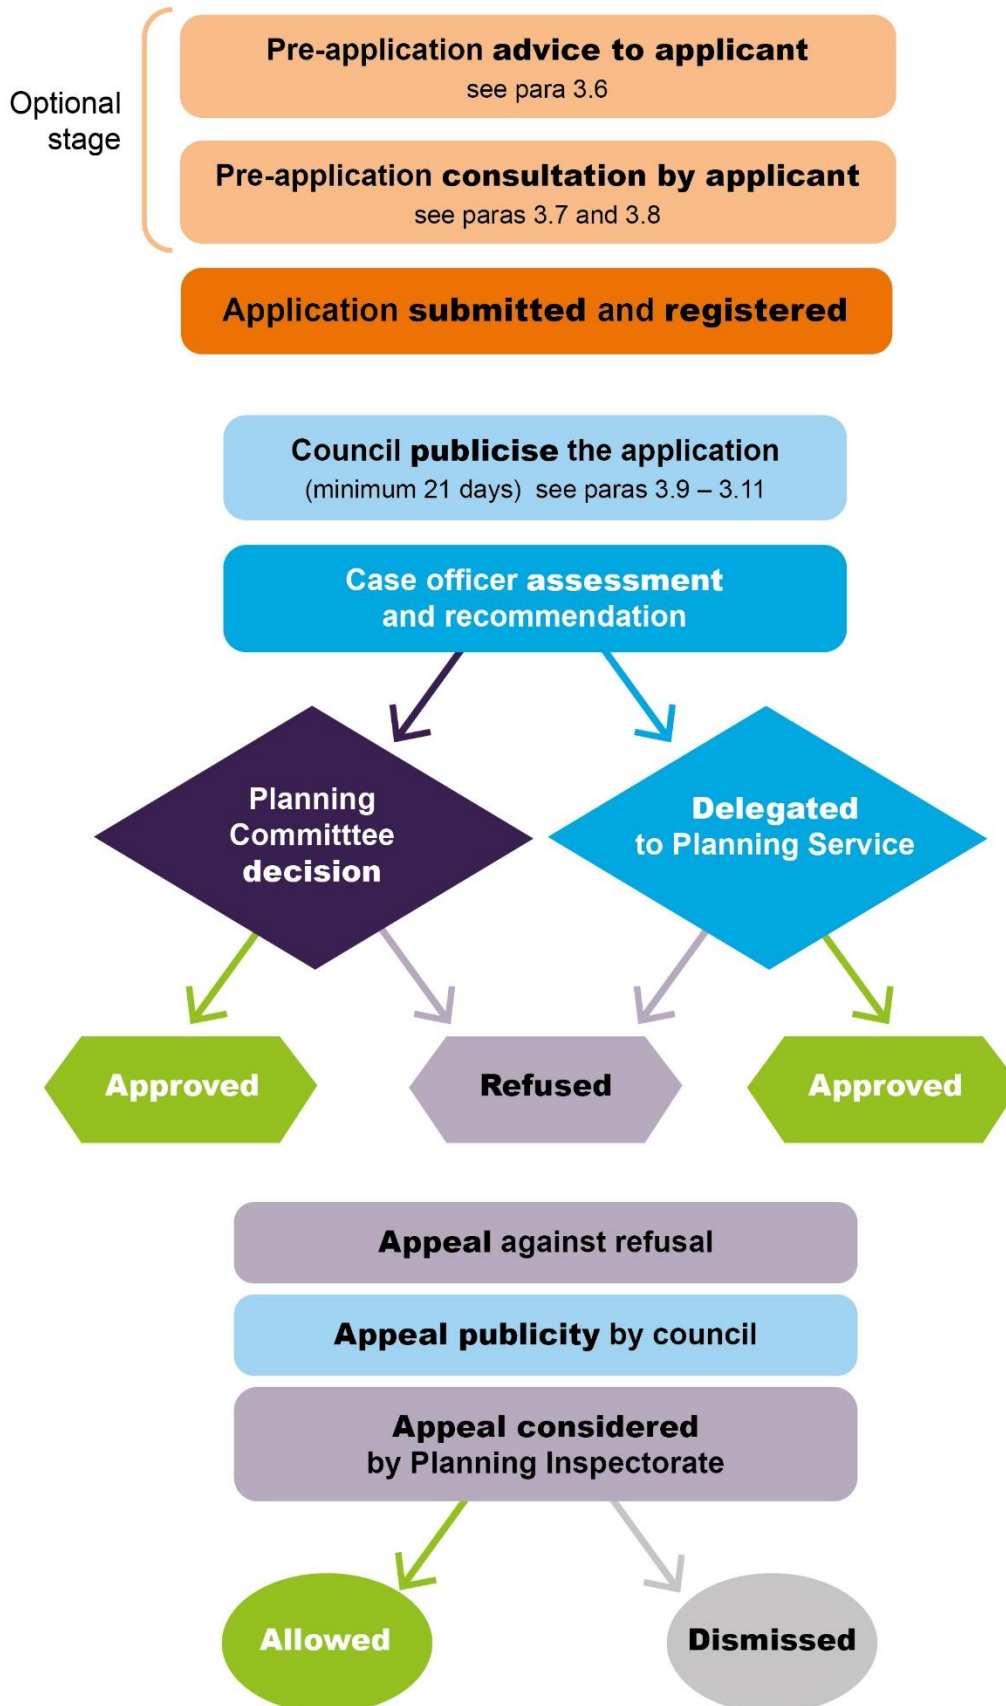 Optional
stage
Pre-application advice to applicant
see para 3.6
Pre-application consultation by applicant
see paras 3.7 and 3.8
Application submitted and registered
Council publicise the application
(minimum 21 days)  see paras 3.9 – 3.11
Case officer assessment
and recommendation
Planning
Committtee
decision
Delegated
to Planning Service
Approved
Refused
Approved
Appeal against refusal
Appeal publicity by council
Appeal considered
by Planning Inspectorate
Allowed
Dismissed